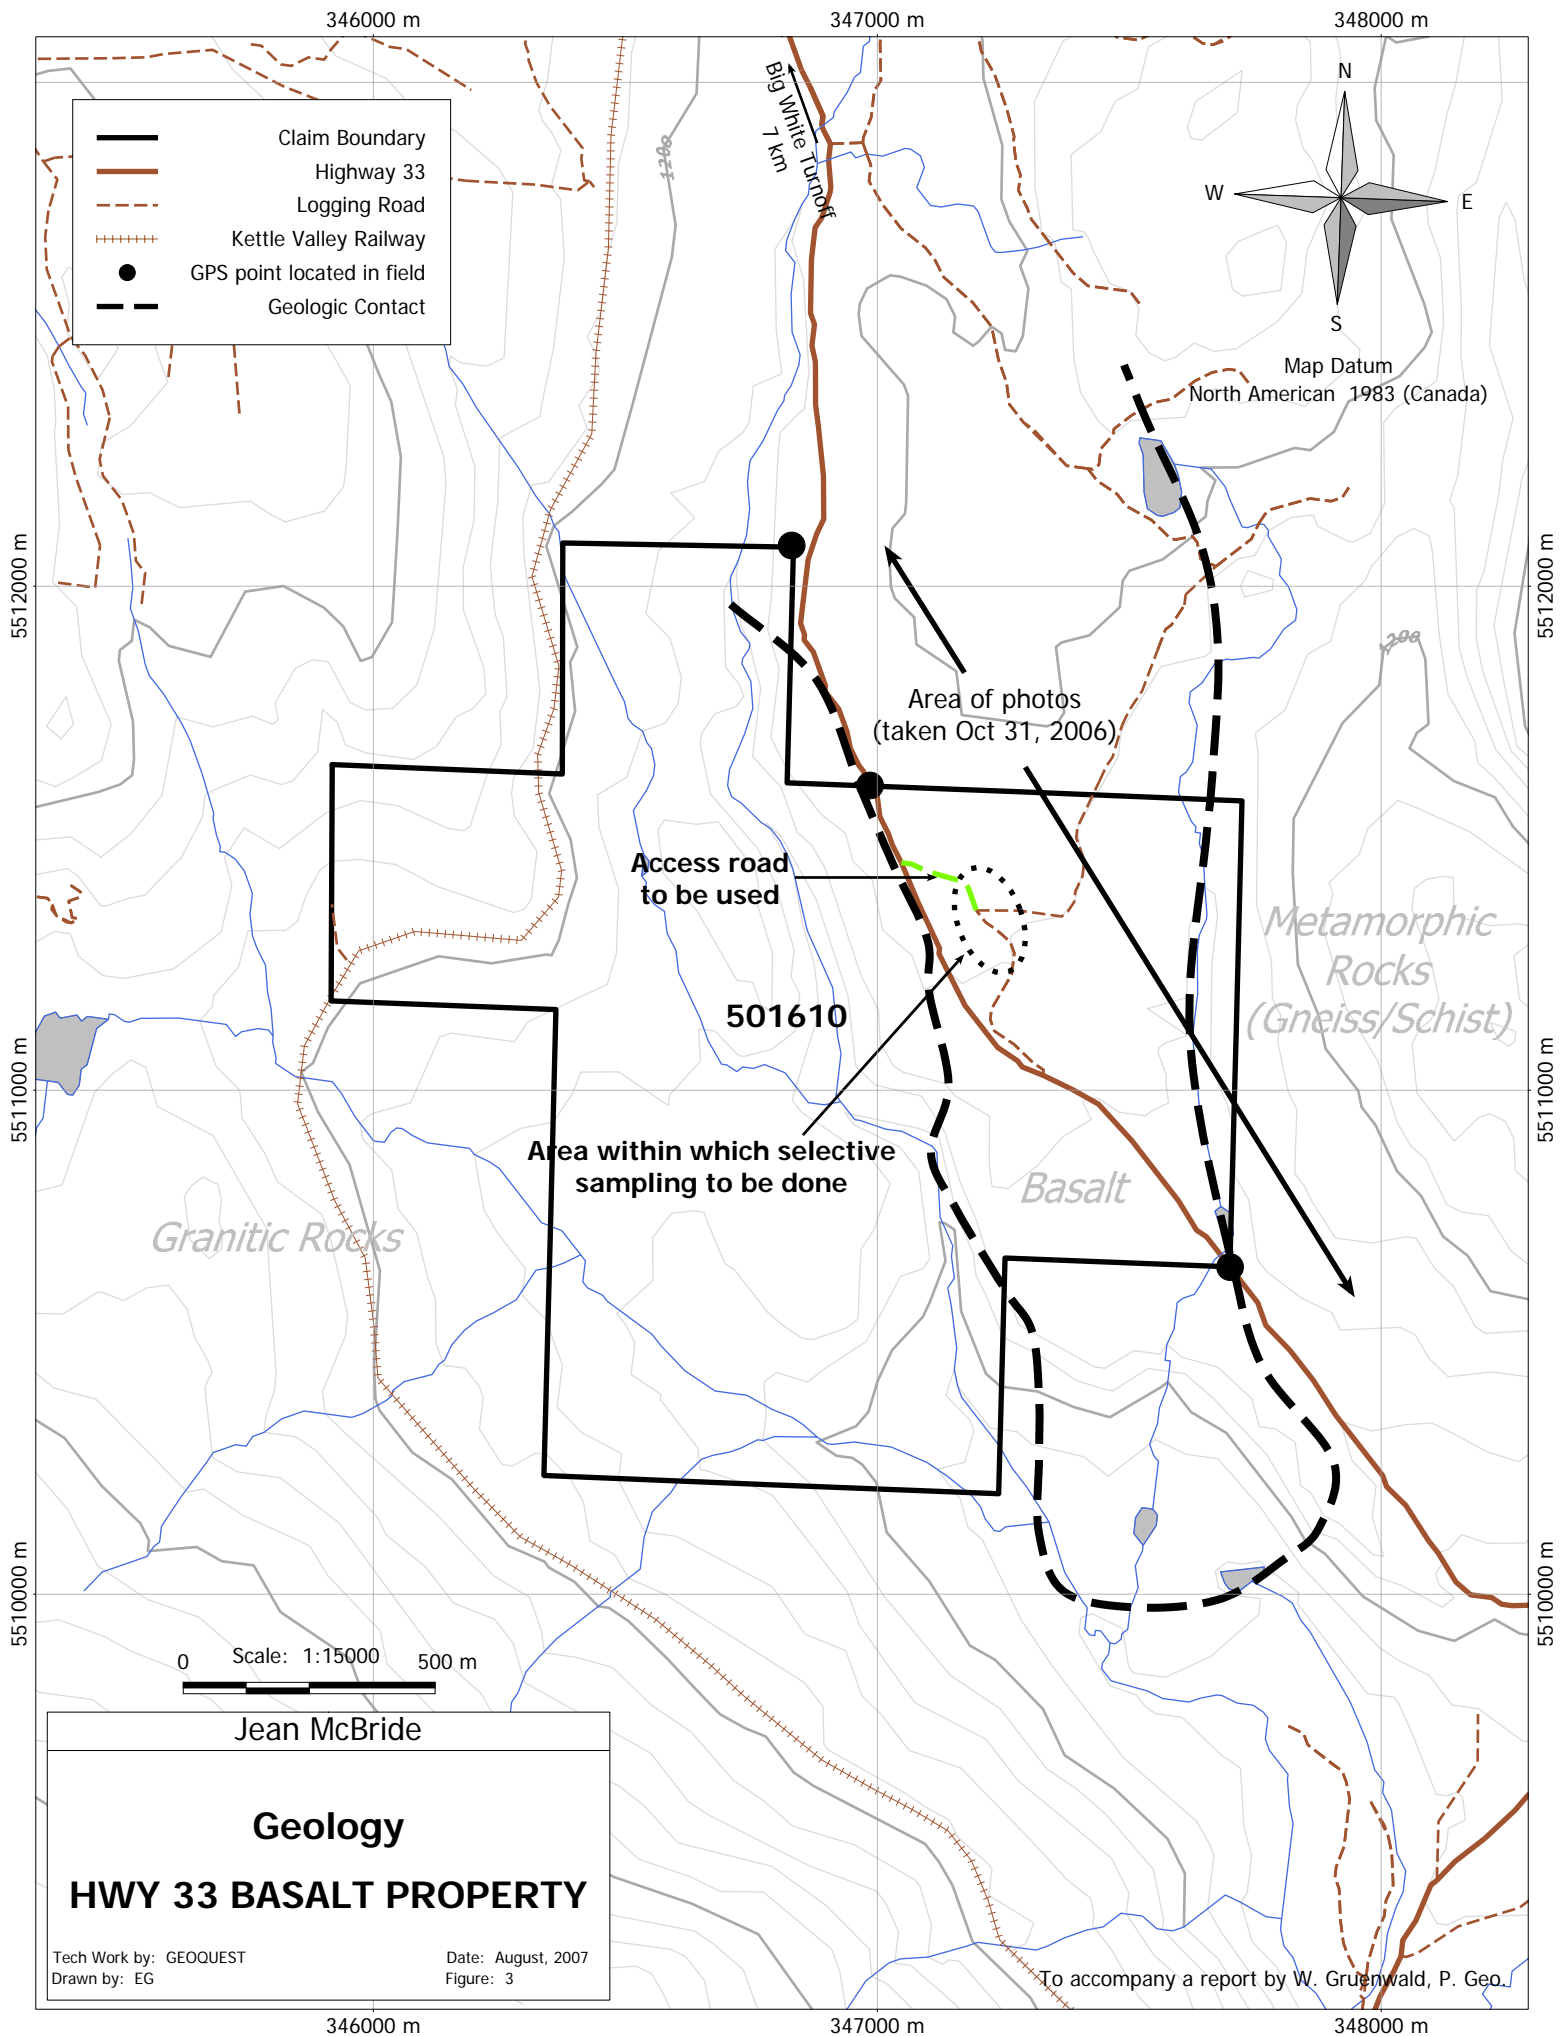 346000 m
347000 m
348000 m
Claim Boundary
Highway 33
Logging Road
Kettle Valley Railway
GPS point located in field
Geologic Contact
1200
Big White Turnoff
7 km
N
W
E
S
Map Datum
North American 1983 (Canada)
5512000 m
5512000 m
1200
Area of photos
(taken Oct 31, 2006)
Access road
to be used
Metamorphic
Rocks
(Gneiss/Schist)
501610
5511000 m
5511000 m
Area within which selective
sampling to be done
Basalt
Granitic Rocks
5510000 m
5510000 m
0
Scale: 1:15000
500 m
Jean McBride
Geology
HWY 33 BASALT PROPERTY
Tech Work by: GEOQUEST
Date: August, 2007
Drawn by: EG
Figure: 3
To accompany a report by W. Gruenwald, P. Geo.
346000 m
347000 m
348000 m